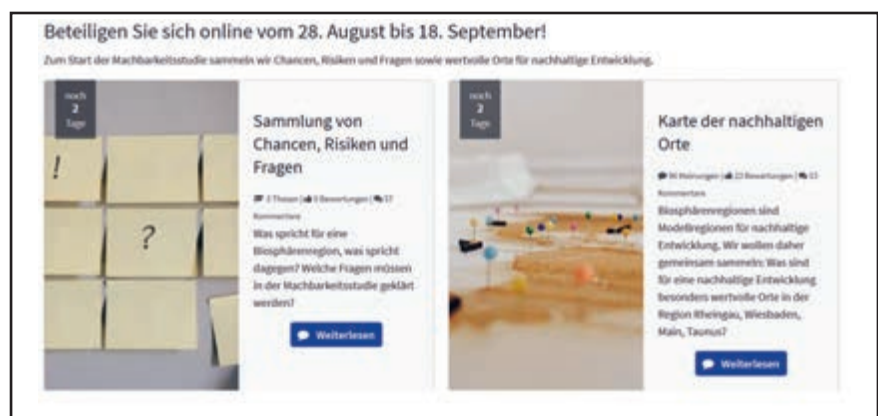 Beteiligen Sie sich online vom 28. August bis 18. September!
Zum Start der Machbarkeitsstudie sammeln wir Chancen, Risiken und Fragen sowie wertvolle Orte für nachhaltige Entwicklung.
noch
2
Tage
!
?
Sammlung von
Chancen, Risiken und
Fragen
Kommentare
Was spricht für eine
Biosphärenregion, was spricht
dagegen? Welche Fragen müssen
in der Machbarkeitsstudie geklärt
werden?
Weiterlesen
noch
2
Tage
Karte der nachhaltigen
Orte
Meinungen | Bewertungen |
Kommentare
Biosphärenregionen sind
Modellregionen für nachhaltige
Entwicklung. Wir wollen daher
gemeinsam sammeln: Was sind
für eine nachhaltige Entwicklung
besonders wertvolle Orte in der
Region Rheingau, Wiesbaden,
Main, Taunus?
Weiterlesen